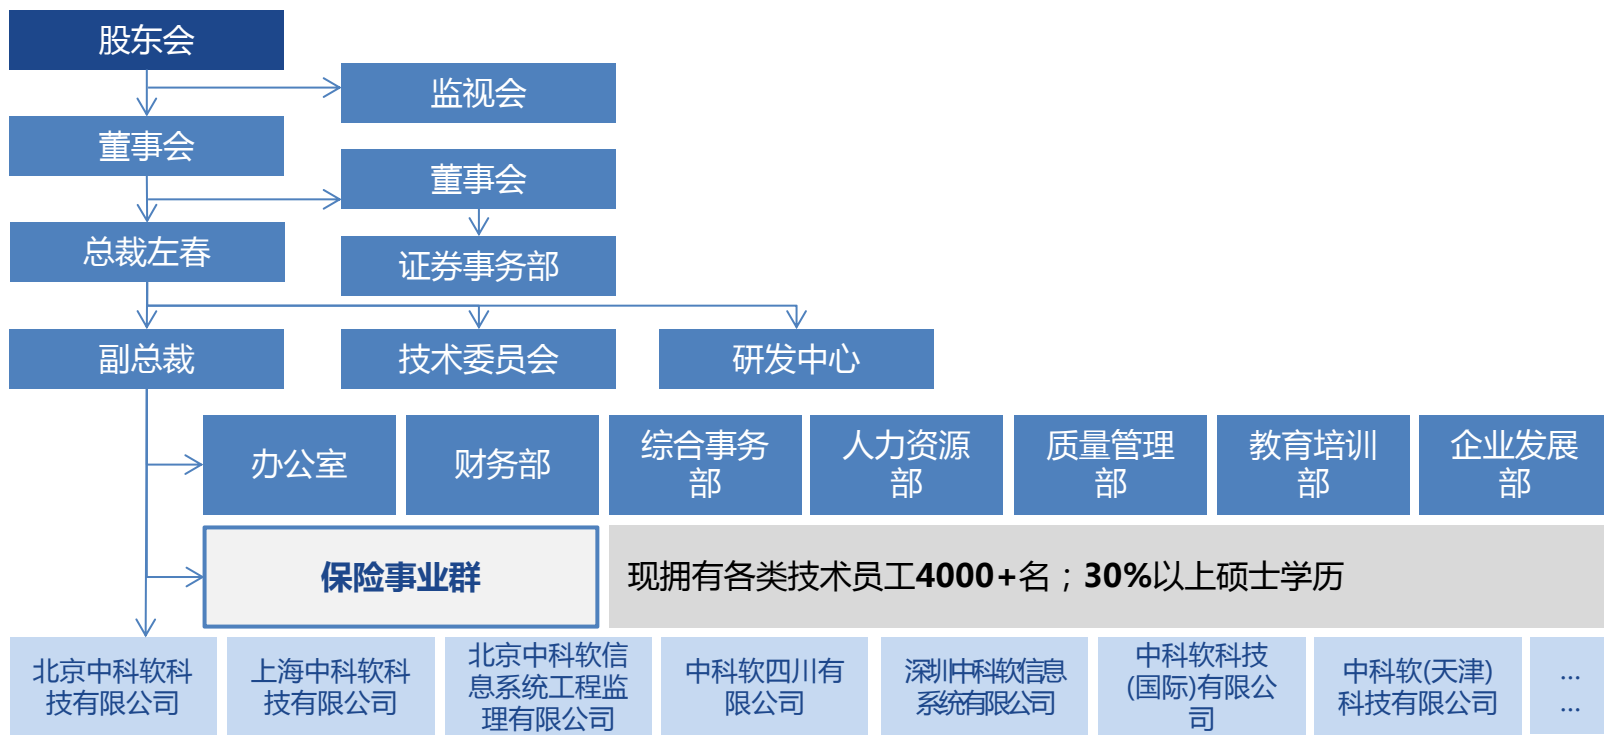 股东会
监视会
董事会
董事会
总裁左春
证券事务部
副总裁
技术委员会
研发中心
办公室
财务部
综合事务
部
人力资源
部
质量管理
部
教育培训
部
企业发展
部
保险事业群
现拥有各类技术员工4000+名；30%以上硕士学历
北京中科软科
技有限公司
上海中科软科
技有限公司
北京中科软信
息系统工程监
理有限公司
中科软四川有
限公司
深圳中科软信息
系统有限公司
中科软科技
(国际)有限公
司
中科软(天津)
科技有限公司
...
...